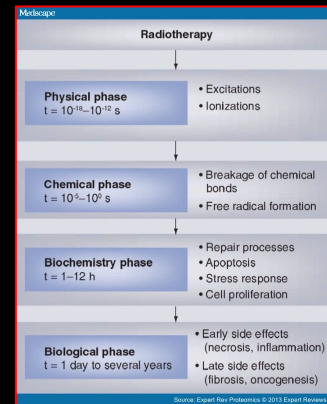 Medscape
Radiotherapy
Physical phase
t = 10⁻¹⁸–10⁻¹² s
• Excitations
• Ionizations
Chemical phase
t = 10⁻⁵–10⁰ s
• Breakage of chemical
bonds
• Free radical formation
Biochemistry phase
t = 1–12 h
• Repair processes
• Apoptosis
• Stress response
• Cell proliferation
Biological phase
t = 1 day to several years
• Early side effects
(necrosis, inflammation)
• Late side effects
(fibrosis, oncogenesis)
Source: Expert Rev Proteomics © 2013 Expert Reviews